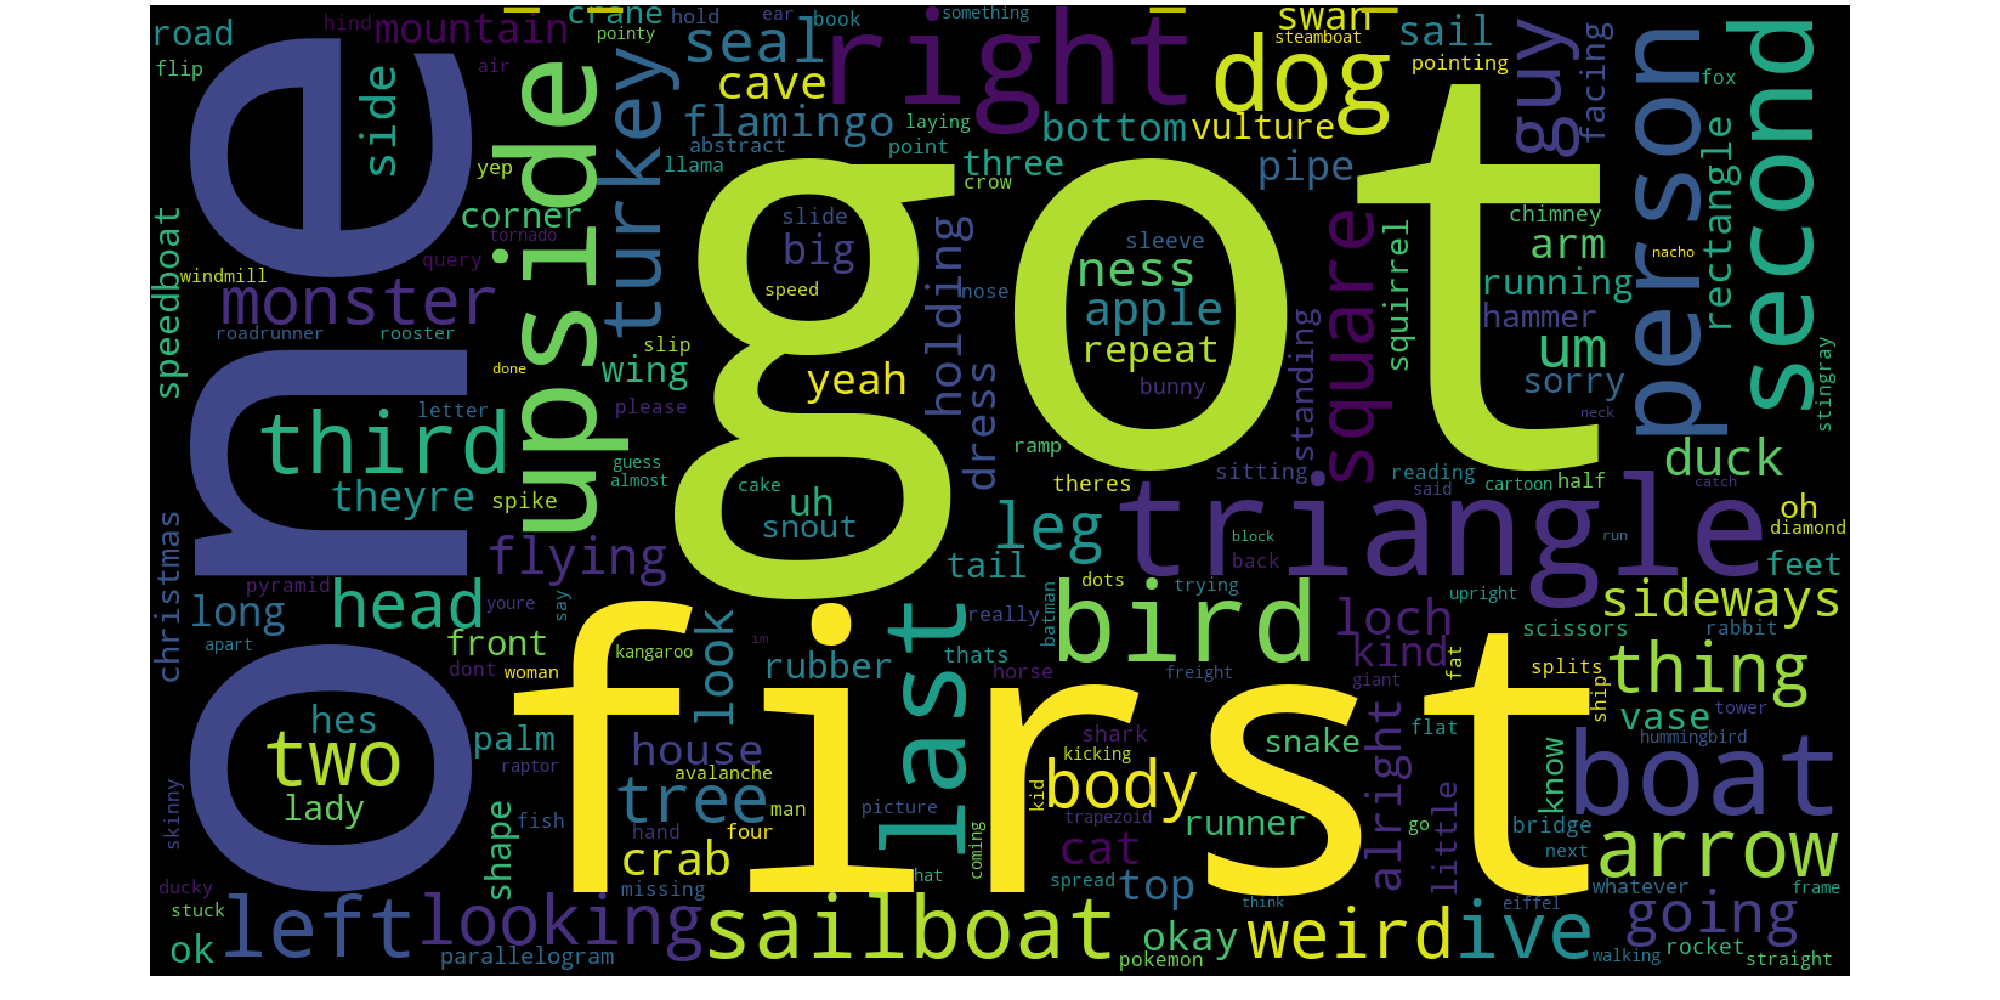 one
got
first
right
upside
triangle
person
second
last
bird
dog
boat
sailboat
third
turkey
square
monster
left
looking
head
two
tree
thing
arrow
weird
ive
going
guy
seal
body
leg
mountain
road
flip
hind
pointy
crane
hold
ear
book
something
swan
steamboat
sail
pointing
facing
fox
side
air
cave
flamingo
abstract
laying
point
llama
crow
three
bottom
vulture
pipe
rectangle
yep
corner
tornado
query
windmill
speedboat
roadrunner
rooster
slide
big
speed
holding
nose
sleeve
ness
apple
repeat
bunny
squirrel
chimney
arm
running
hammer
um
sorry
nacho
stingray
neck
done
slip
wing
please
letter
yeah
dress
ramp
standing
duck
theyre
spike
guess
almost
cake
uh
snout
theres
sitting
reading
said
cartoon
half
catch
oh
diamond
feet
christmas
flying
pyramid
long
youre
say
apart
front
dont
woman
kangaroo
look
im
rubber
tail
really
thats
horse
batman
dots
block
back
trying
freight
run
upright
loch
kind
sideways
scissors
rabbit
giant
fat
splits
ship
vase
tower
hummingbird
hes
lady
palm
raptor
house
avalanche
man
four
hand
fish
shape
crab
missing
skinny
ducky
stuck
ok
parallelogram
picture
hat
coming
kid
kicking
shark
trapezoid
cat
spread
top
runner
snake
alright
flat
go
little
know
bridge
next
whatever
frame
eiffel
think
okay
pokemon
walking
rocket
straight